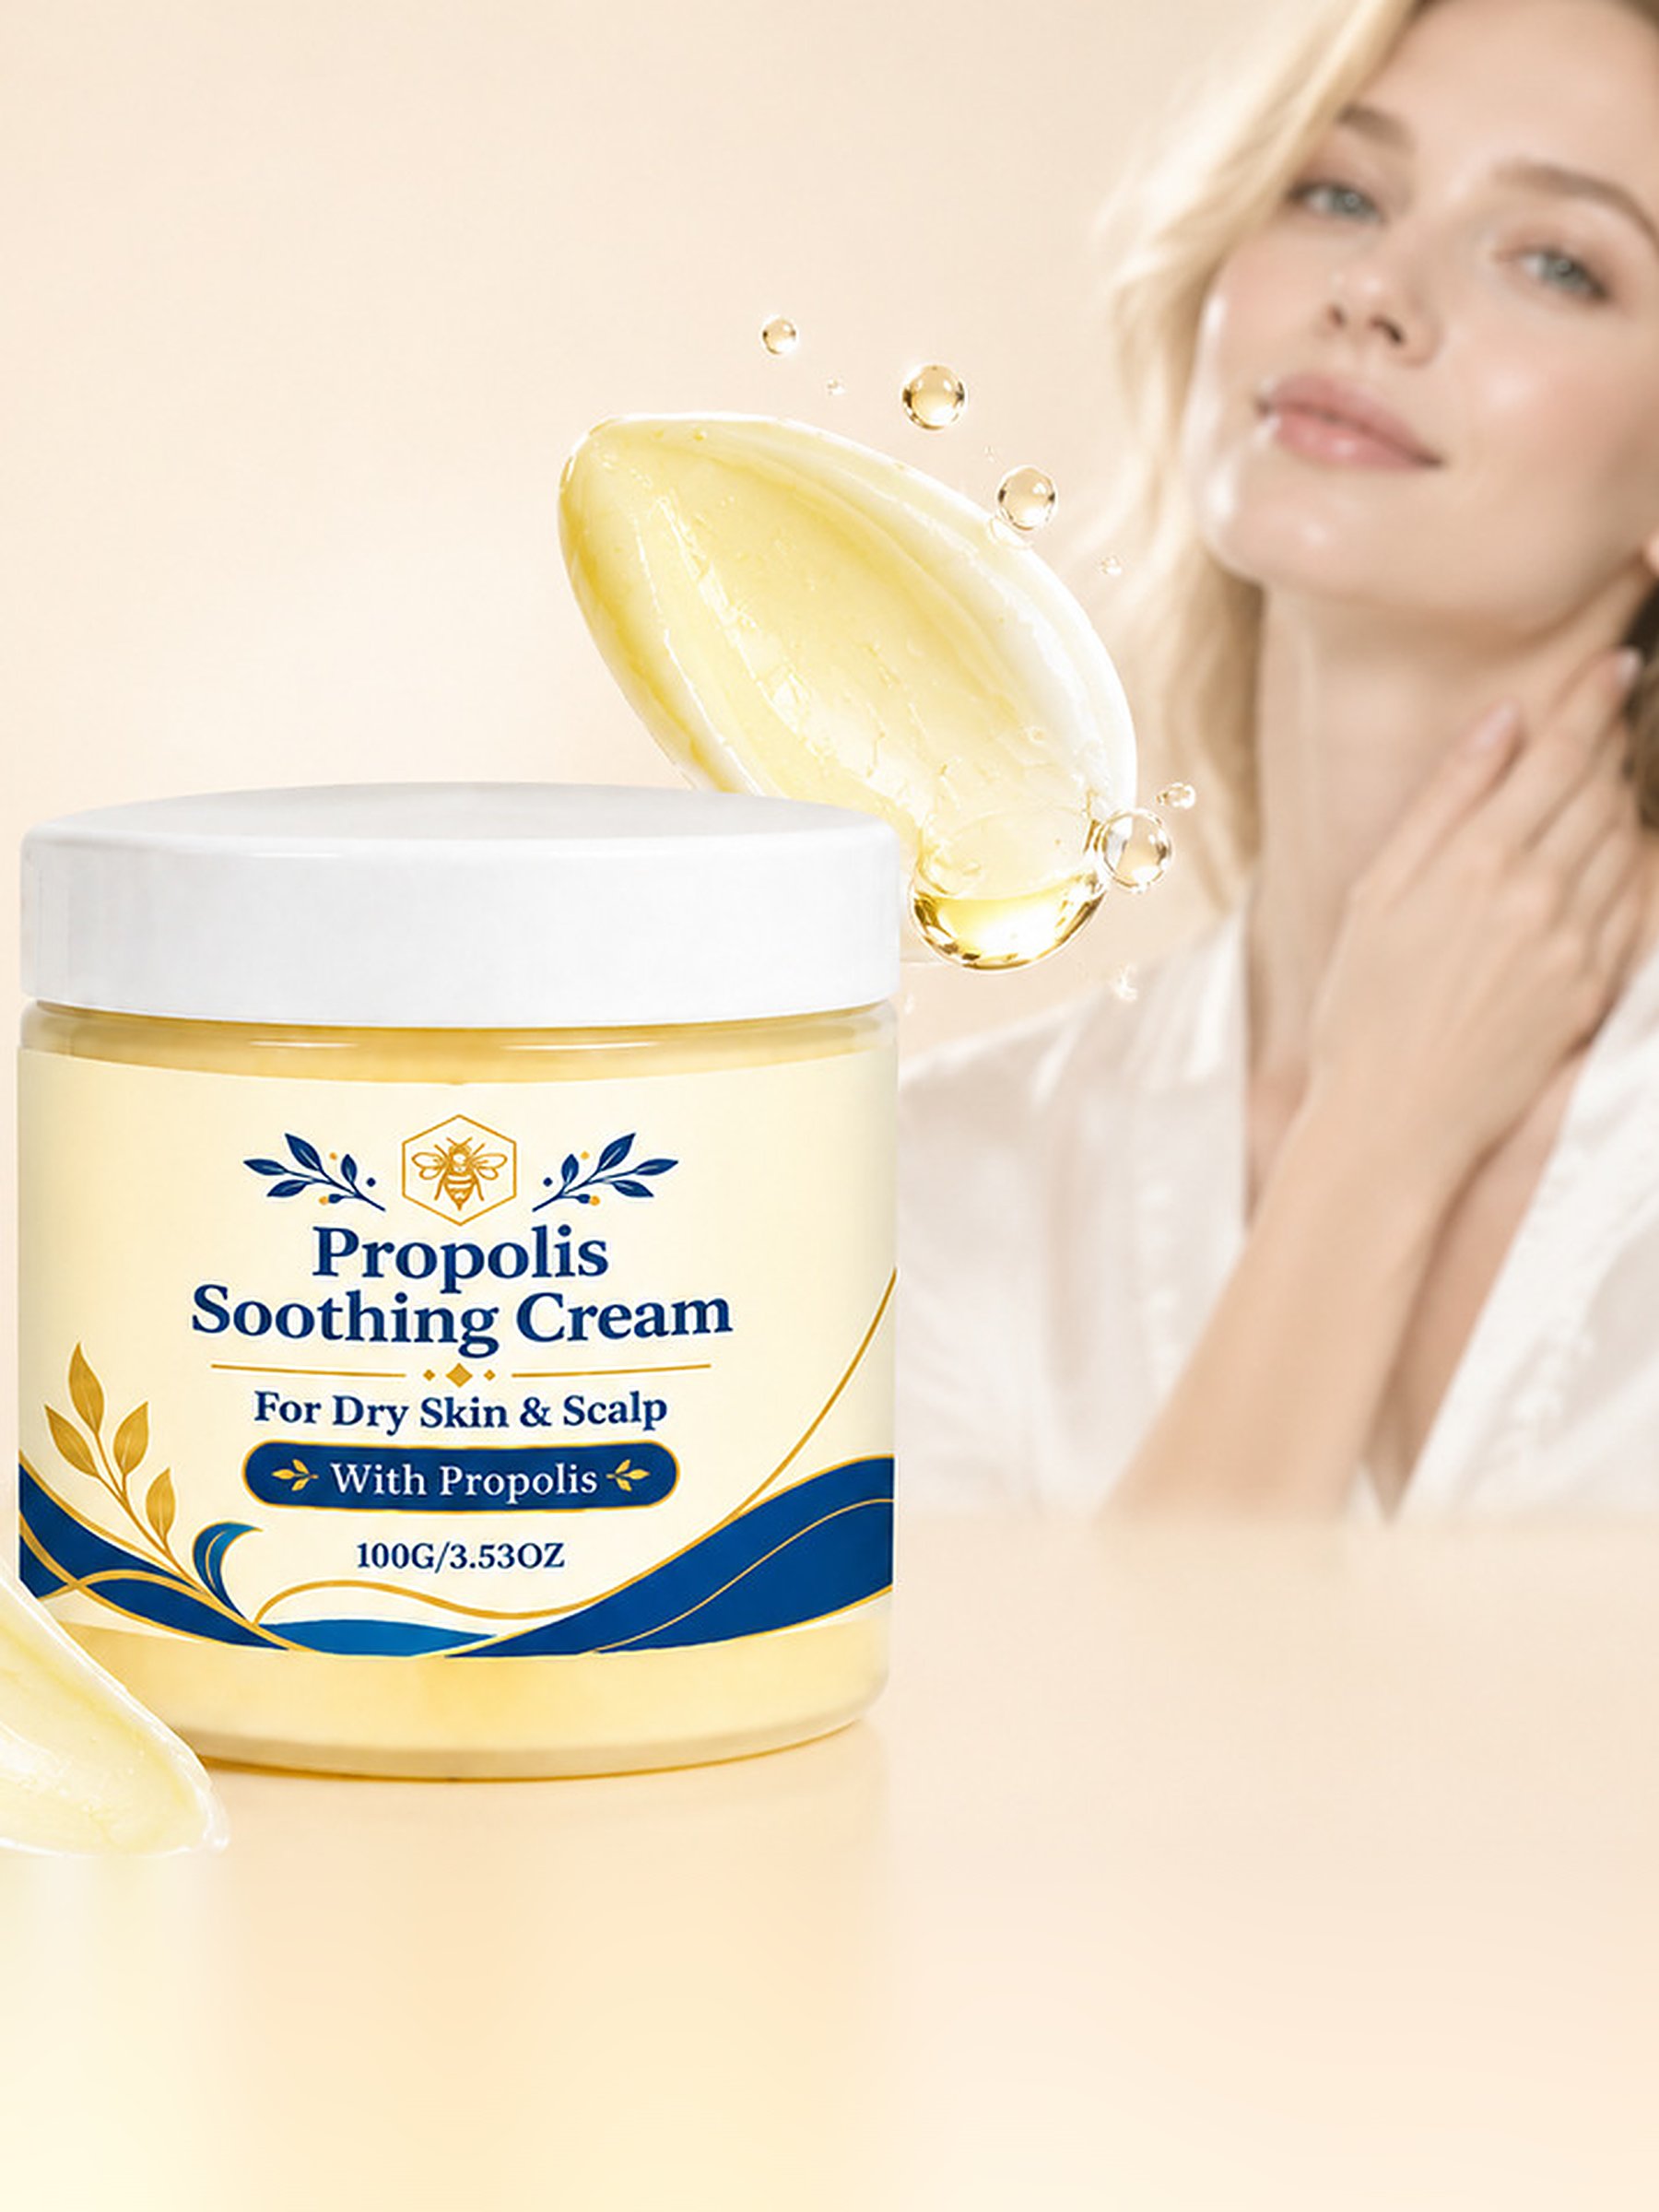 Propolis
Soothing Cream
For Dry Skin & Scalp
With Propolis
100G/3.53OZ